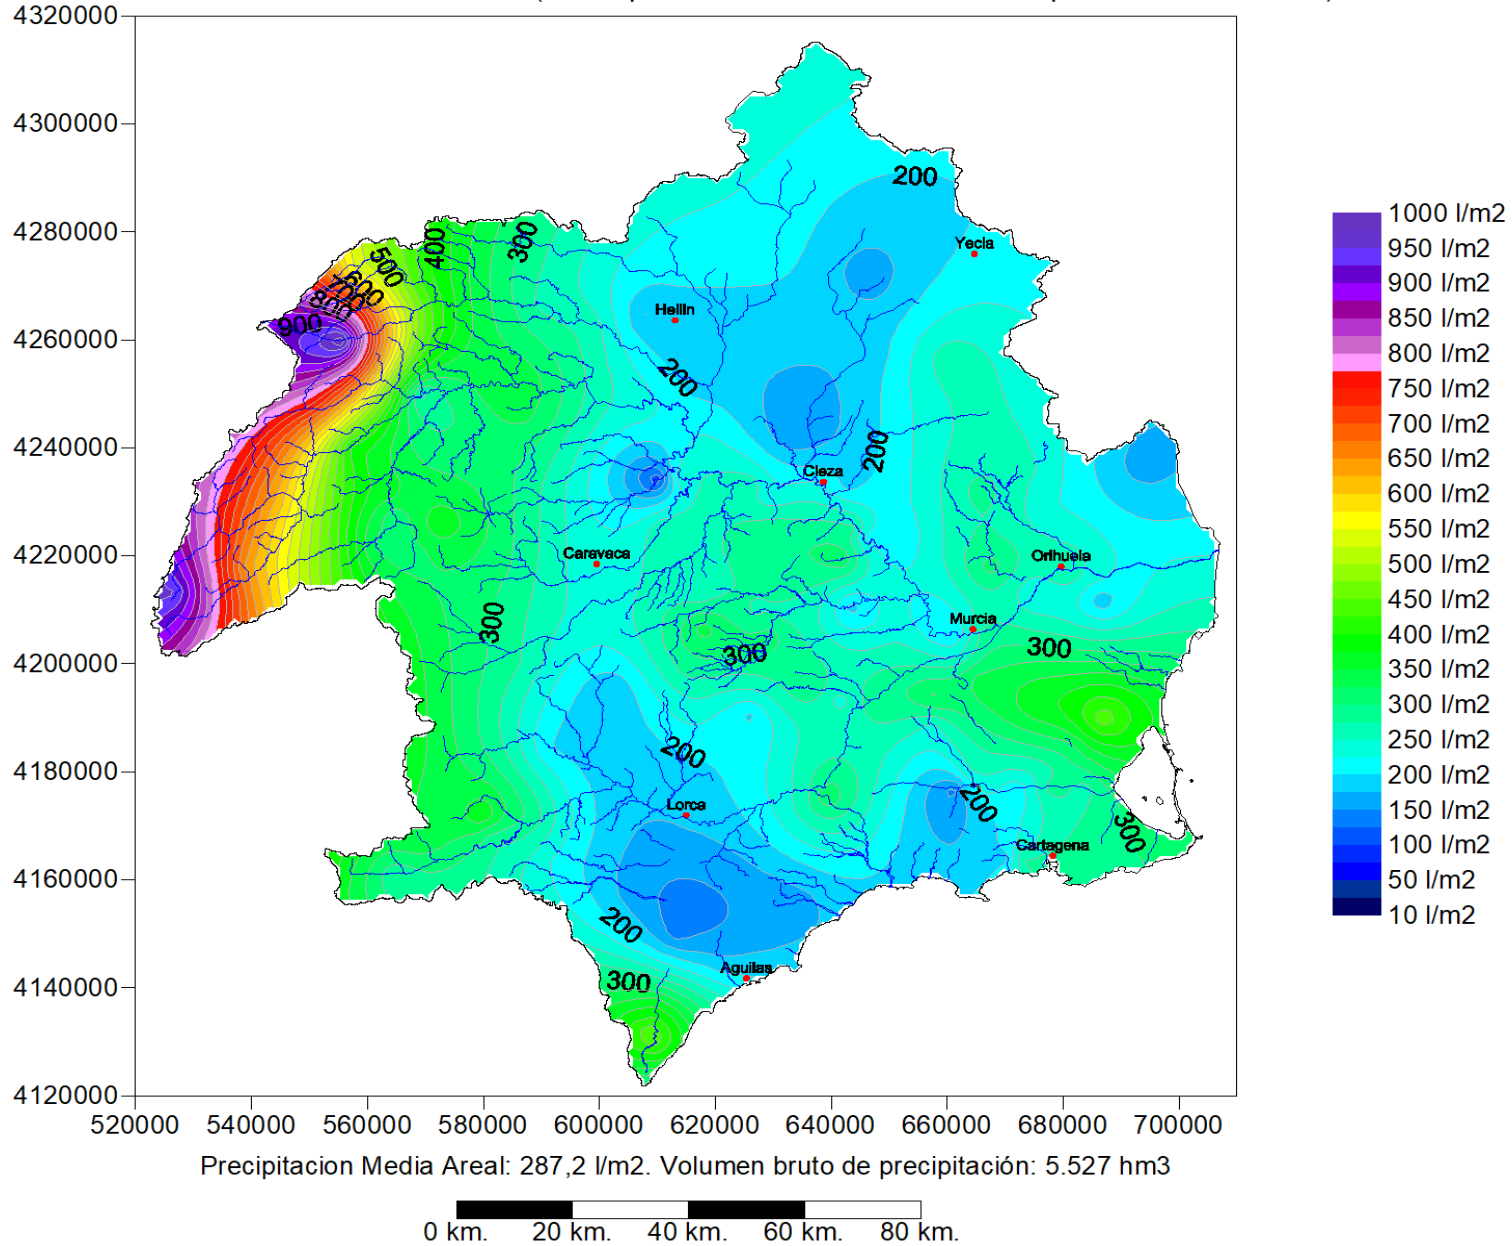 4320000
4300000
200
4280000
400
300
500
Yecla
600
700
800
900
Hellin
4260000
200
4240000
200
Cieza
4220000
Caravaca
Orihuela
300
Murcia
4200000
300
300
200
4180000
Lorca
200
300
Cartagena
4160000
200
Aguilas
300
4140000
4120000
520000 540000 560000 580000 600000 620000 640000 660000 680000 700000
1000 l/m2
950 l/m2
900 l/m2
850 l/m2
800 l/m2
750 l/m2
700 l/m2
650 l/m2
600 l/m2
550 l/m2
500 l/m2
450 l/m2
400 l/m2
350 l/m2
300 l/m2
250 l/m2
200 l/m2
150 l/m2
100 l/m2
50 l/m2
10 l/m2
Precipitacion Media Areal: 287,2 l/m2. Volumen bruto de precipitación: 5.527 hm3
0 km. 20 km. 40 km. 60 km. 80 km.